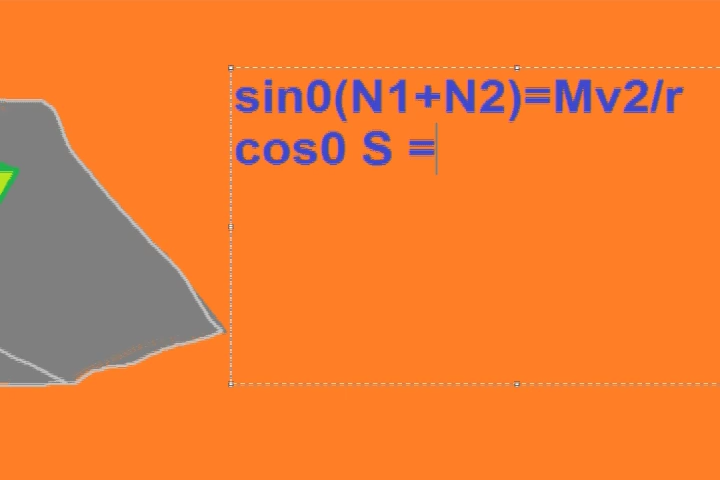 sin0(N1+N2)=Mv2/r
cos0 S =